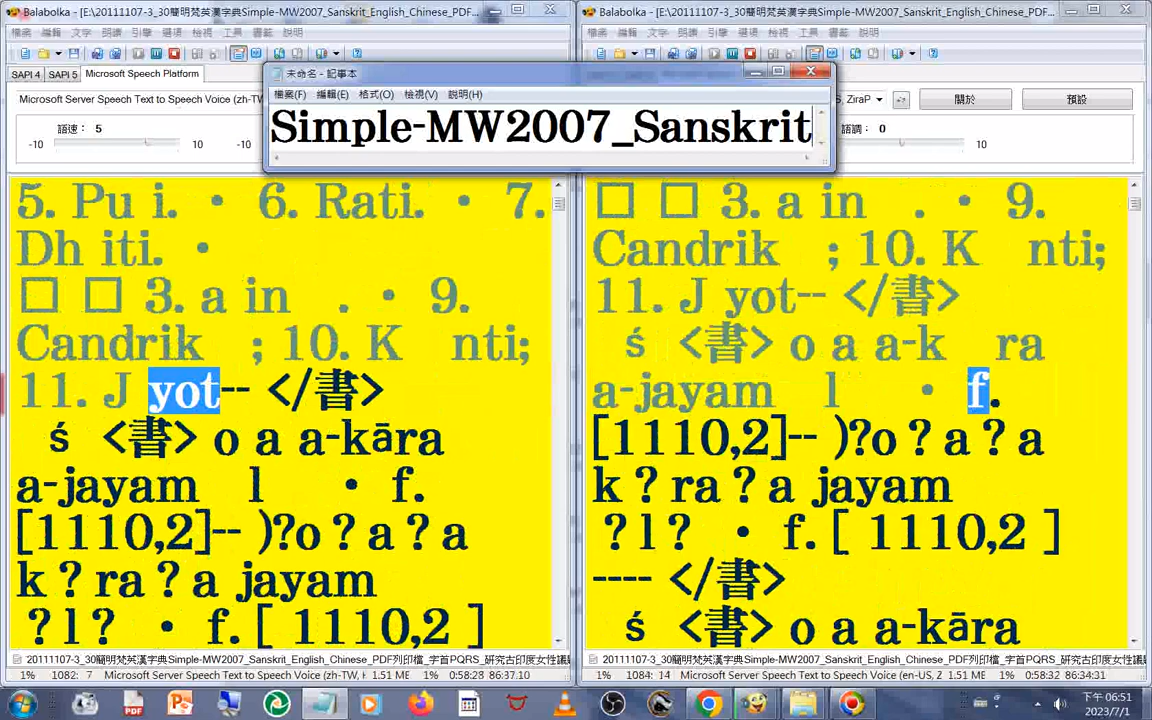 Balabolka - [E:\20111107-3_30簡明梵英漢字典Simple-MW2007_Sanskrit_English_Chinese_PDF...
檔案 編輯 文字 朗讀 引擎 選項 檢視 工具 書籤 說明
SAPI 4 SAPI 5 Microsoft Speech Platform
Microsoft Server Speech Text to Speech Voice (zh-TW,
語速： 5
-10 10 -10
5. Pu i. • 6. Rati. • 7.
Dh iti. •
□ □ 3. a in . • 9.
Candrik ; 10. K nti;
11. J yot-- </書>
ś <書> o a a-kāra
a-jayam l • f.
[1110,2]-- )?o ? a ? a
k ? ra ? a jayam
? l ? • f. [ 1110,2 ]
20111107-3_30簡明梵英漢字典Simple-MW2007_Sanskrit_English_Chinese_PDF列印檔_字首PQRS_研究古印度女性議
1% 1082: 7 Microsoft Server Speech Text to Speech Voice (zh-TW, 1.51 ME 1% 0:58:28 86:37.10
未命名 - 記事本
檔案(F) 編輯(E) 格式(O) 檢視(V) 說明(H)
Simple-MW2007_Sanskrit
Balabolka - [E:\20111107-3_30簡明梵英漢字典Simple-MW2007_Sanskrit_English_Chinese_PDF...
檔案 編輯 文字 朗讀 引擎 選項 檢視 工具 書籤 說明
, ZiraP 關於 預設
語調： 0
10
□ □ 3. a in . • 9.
Candrik ; 10. K nti;
11. J yot-- </書>
ś <書> o a a-k ra
a-jayam l • f.
[1110,2]-- )?o ? a ? a
k ? ra ? a jayam
? l ? • f. [ 1110,2 ]
---- </書>
ś <書> o a a-kāra
20111107-3_30簡明梵英漢字典Simple-MW2007_Sanskrit_English_Chinese_PDF列印檔_字首PQRS_研究古印度女性議
1% 1084: 14 Microsoft Server Speech Text to Speech Voice (en-US, Z 1.51 ME 1% 0:58:32 86:34.31
下午 06:51
2023/7/1